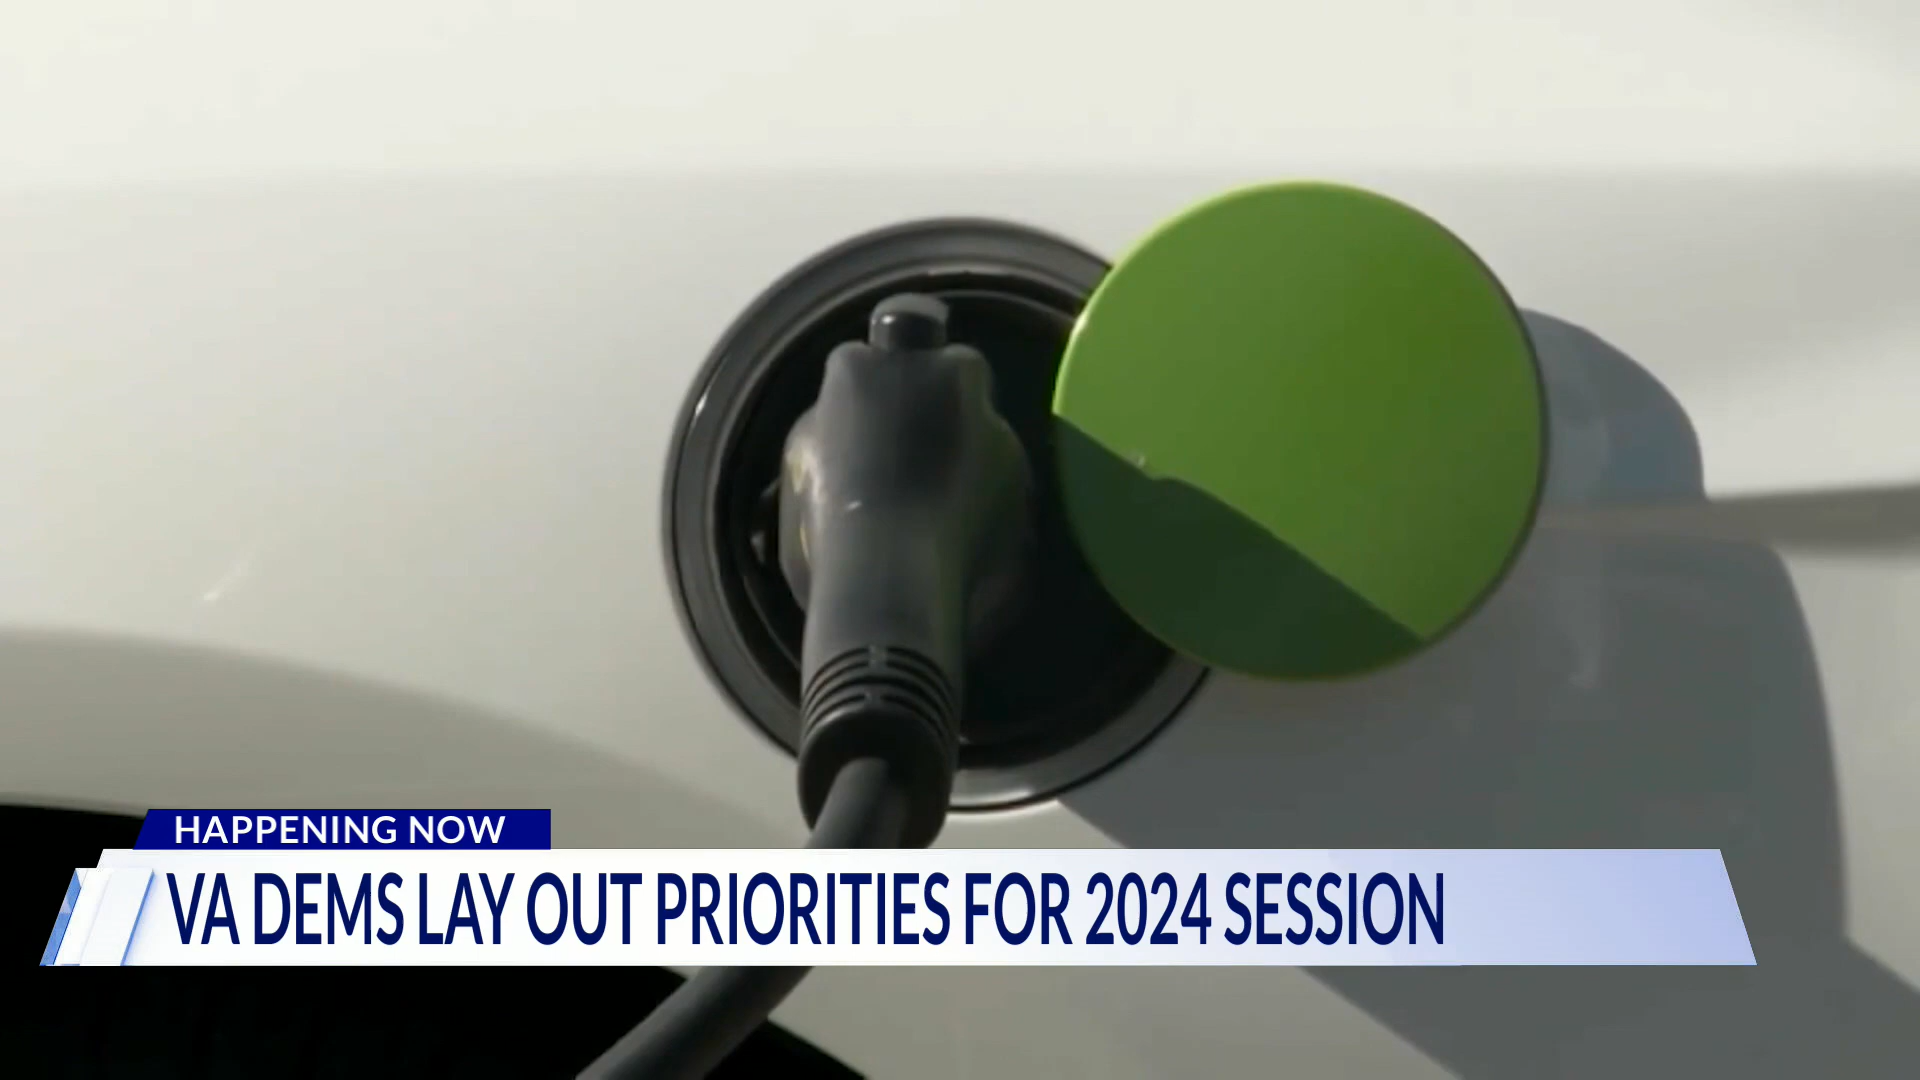 HAPPENING NOW
VA DEMS LAY OUT PRIORITIES FOR 2024 SESSION